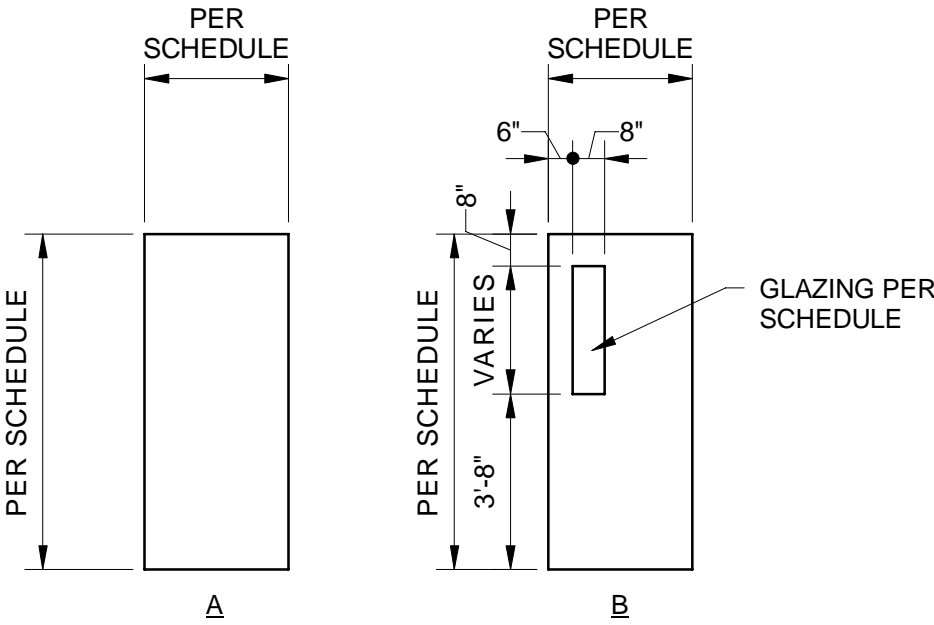 PER
SCHEDULE
PER SCHEDULE
A
PER
SCHEDULE
6"
8"
8"
PER SCHEDULE
VARIES
3'-8"
GLAZING PER
SCHEDULE
B